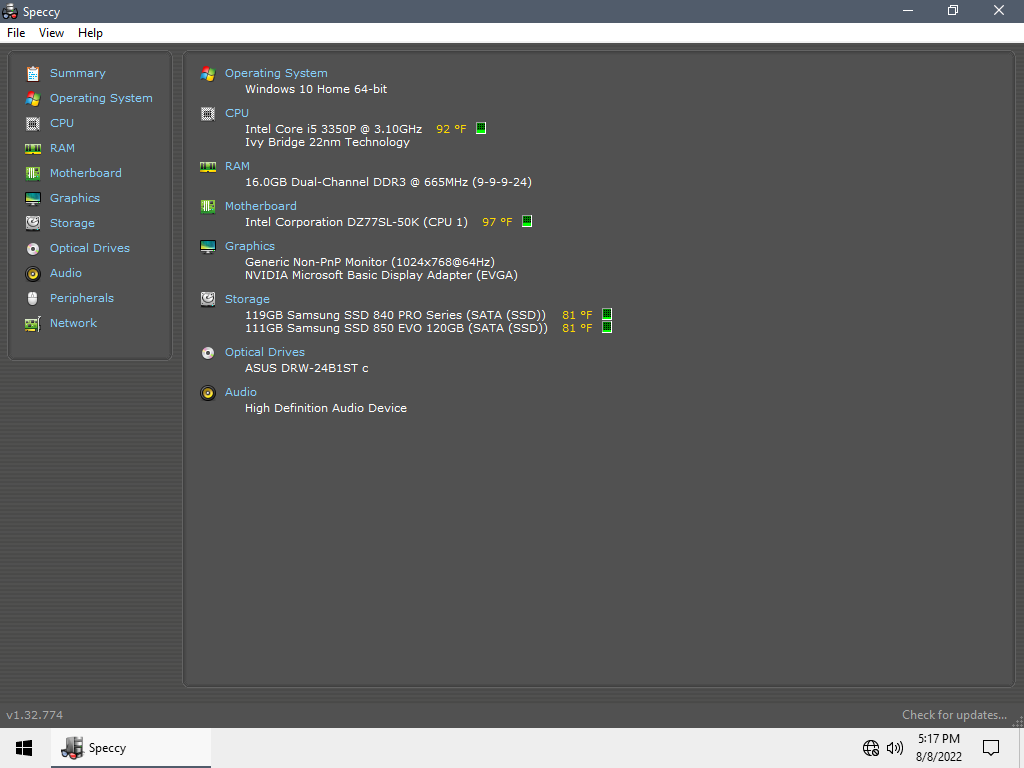 Speccy
File View Help
Summary
Operating System
CPU
RAM
Motherboard
Graphics
Storage
Optical Drives
Audio
Peripherals
Network
Operating System
Windows 10 Home 64-bit
CPU
Intel Core i5 3350P @ 3.10GHz 92 °F
Ivy Bridge 22nm Technology
RAM
16.0GB Dual-Channel DDR3 @ 665MHz (9-9-9-24)
Motherboard
Intel Corporation DZ77SL-50K (CPU 1) 97 °F
Graphics
Generic Non-PnP Monitor (1024x768@64Hz)
NVIDIA Microsoft Basic Display Adapter (EVGA)
Storage
119GB Samsung SSD 840 PRO Series (SATA (SSD)) 81 °F
111GB Samsung SSD 850 EVO 120GB (SATA (SSD)) 81 °F
Optical Drives
ASUS DRW-24B1ST c
Audio
High Definition Audio Device
v1.32.774
Check for updates...
Speccy
5:17 PM
8/8/2022